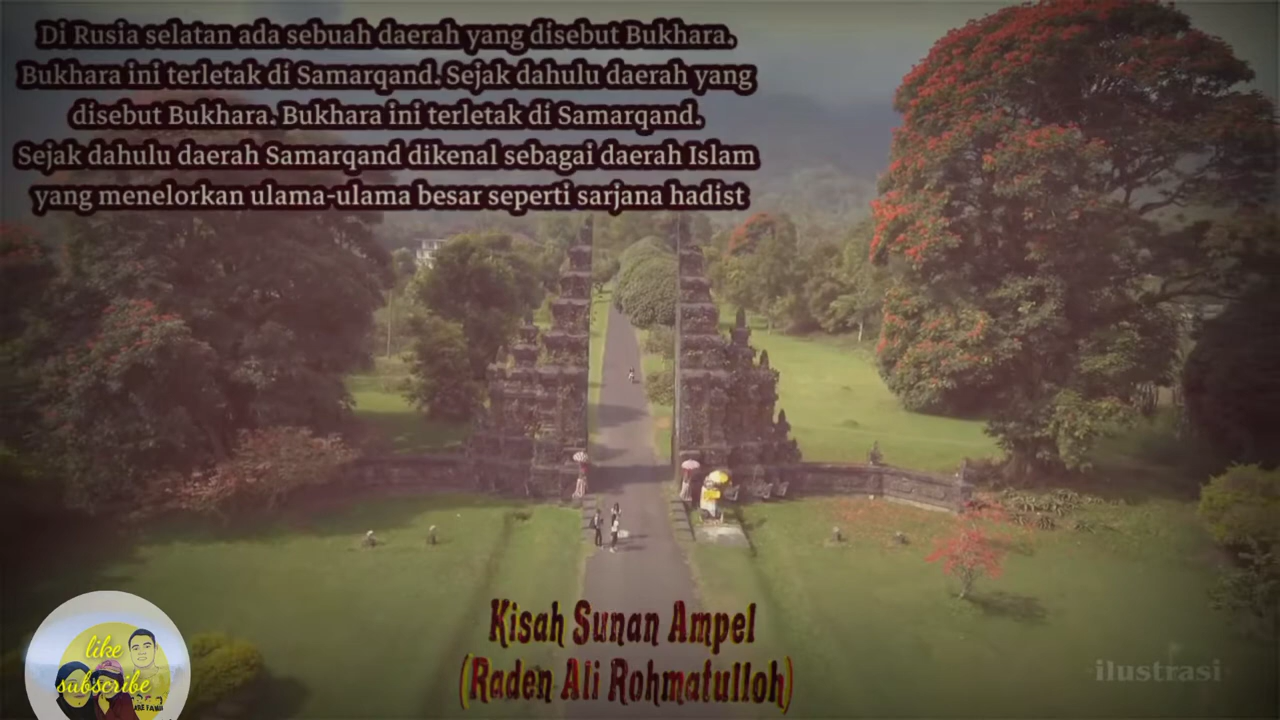 Di Rusia selatan ada sebuah daerah yang disebut Bukhara.
Bukhara ini terletak di Samarqand. Sejak dahulu daerah yang
disebut Bukhara. Bukhara ini terletak di Samarqand.
Sejak dahulu daerah Samarqand dikenal sebagai daerah Islam
yang menelorkan ulama-ulama besar seperti sarjana hadist
Kisah Sunan Ampel
(Raden Ali Rohmatulloh)
like
subscribe
ilustrasi